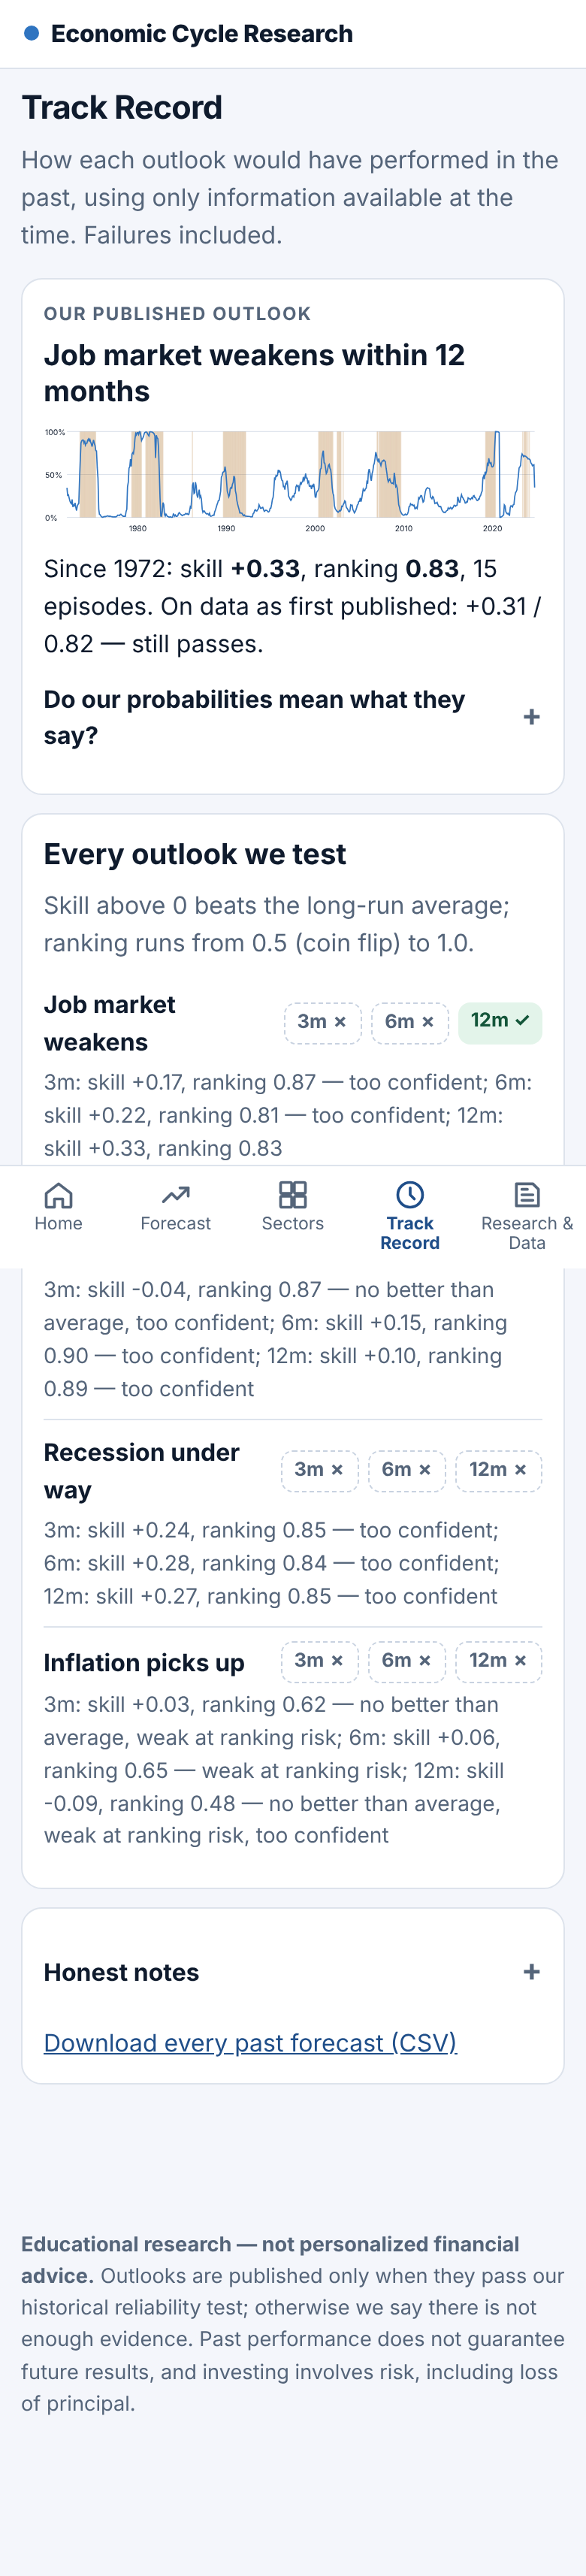 Economic Cycle Research
Track Record
How each outlook would have performed in the
past, using only information available at the
time. Failures included.
OUR PUBLISHED OUTLOOK
Job market weakens within 12
months
100%
50%
0%
1980 1990 2000 2010 2020
Since 1972: skill +0.33, ranking 0.83, 15
episodes. On data as first published: +0.31 /
0.82 — still passes.
Do our probabilities mean what they
say?
+
Every outlook we test
Skill above 0 beats the long-run average;
ranking runs from 0.5 (coin flip) to 1.0.
Job market
weakens
3m × 6m × 12m ✓
3m: skill +0.17, ranking 0.87 — too confident; 6m:
skill +0.22, ranking 0.81 — too confident; 12m:
skill +0.33, ranking 0.83
Home
Forecast
Sectors
Track
Record
Research &
Data
3m: skill -0.04, ranking 0.87 — no better than
average, too confident; 6m: skill +0.15, ranking
0.90 — too confident; 12m: skill +0.10, ranking
0.89 — too confident
Recession under
way
3m × 6m × 12m ×
3m: skill +0.24, ranking 0.85 — too confident;
6m: skill +0.28, ranking 0.84 — too confident;
12m: skill +0.27, ranking 0.85 — too confident
Inflation picks up
3m × 6m × 12m ×
3m: skill +0.03, ranking 0.62 — no better than
average, weak at ranking risk; 6m: skill +0.06,
ranking 0.65 — weak at ranking risk; 12m: skill
-0.09, ranking 0.48 — no better than average,
weak at ranking risk, too confident
Honest notes
+
Download every past forecast (CSV)
Educational research — not personalized financial
advice. Outlooks are published only when they pass our
historical reliability test; otherwise we say there is not
enough evidence. Past performance does not guarantee
future results, and investing involves risk, including loss
of principal.